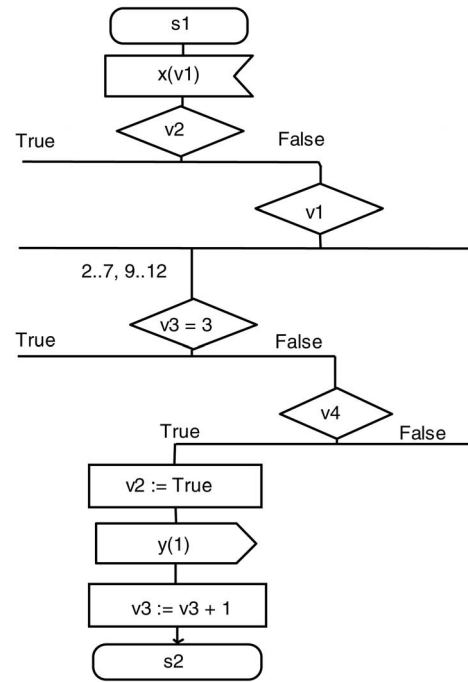 s1
x(v1)
v2
True
False
v1
2..7, 9..12
v3 = 3
True
False
v4
True
False
v2 := True
y(1)
v3 := v3 + 1
s2